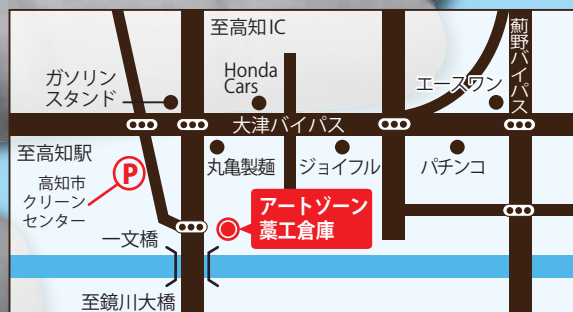 至高知IC
薊野バイパス
ガソリン
スタンド
Honda
Cars
エースワン
大津バイパス
至高知駅
丸亀製麺
ジョイフル
パチンコ
P
高知市
クリーン
センター
アートゾーン
藁工倉庫
一文橋
至鏡川大橋